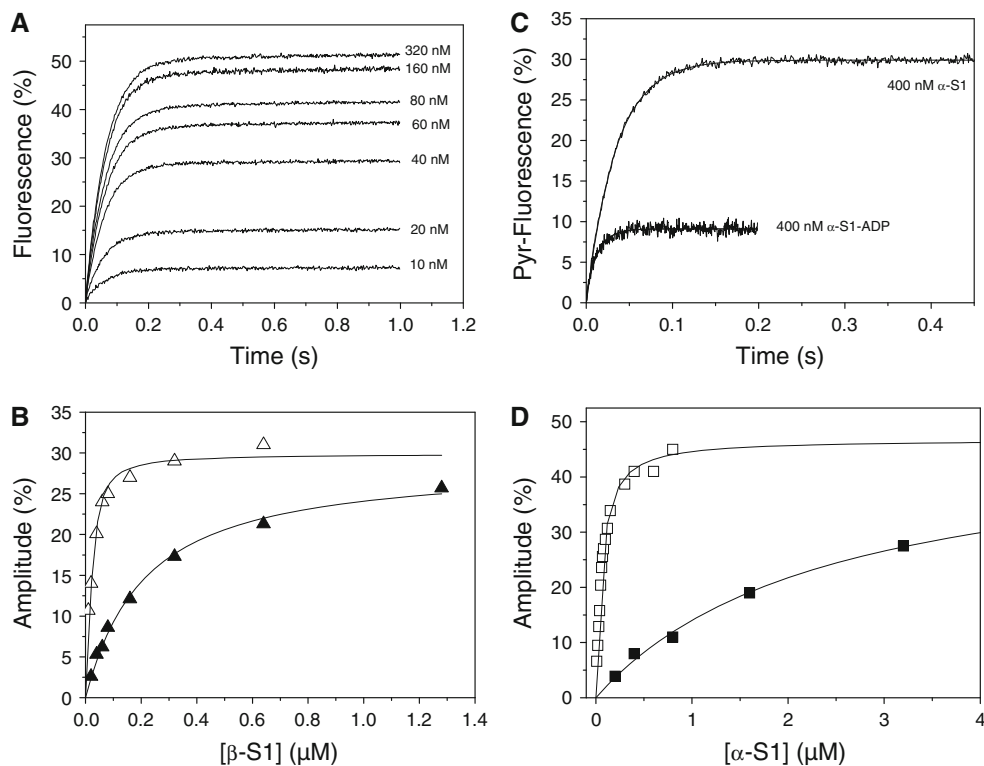 A
Fluorescence (%)
50
40
30
20
10
0
320 nM
160 nM
80 nM
60 nM
40 nM
20 nM
10 nM
0.0 0.2 0.4 0.6 0.8 1.0 1.2
Time (s)
C
Pyr-Fluorescence (%)
35
30
25
20
15
10
5
0
400 nM α-S1
400 nM α-S1-ADP
0.0 0.1 0.2 0.3 0.4
Time (s)
B
Amplitude (%)
35
30
25
20
15
10
5
0
0.0 0.2 0.4 0.6 0.8 1.0 1.2 1.4
[β-S1] (µM)
D
Amplitude (%)
50
40
30
20
10
0
0 1 2 3 4
[α-S1] (µM)